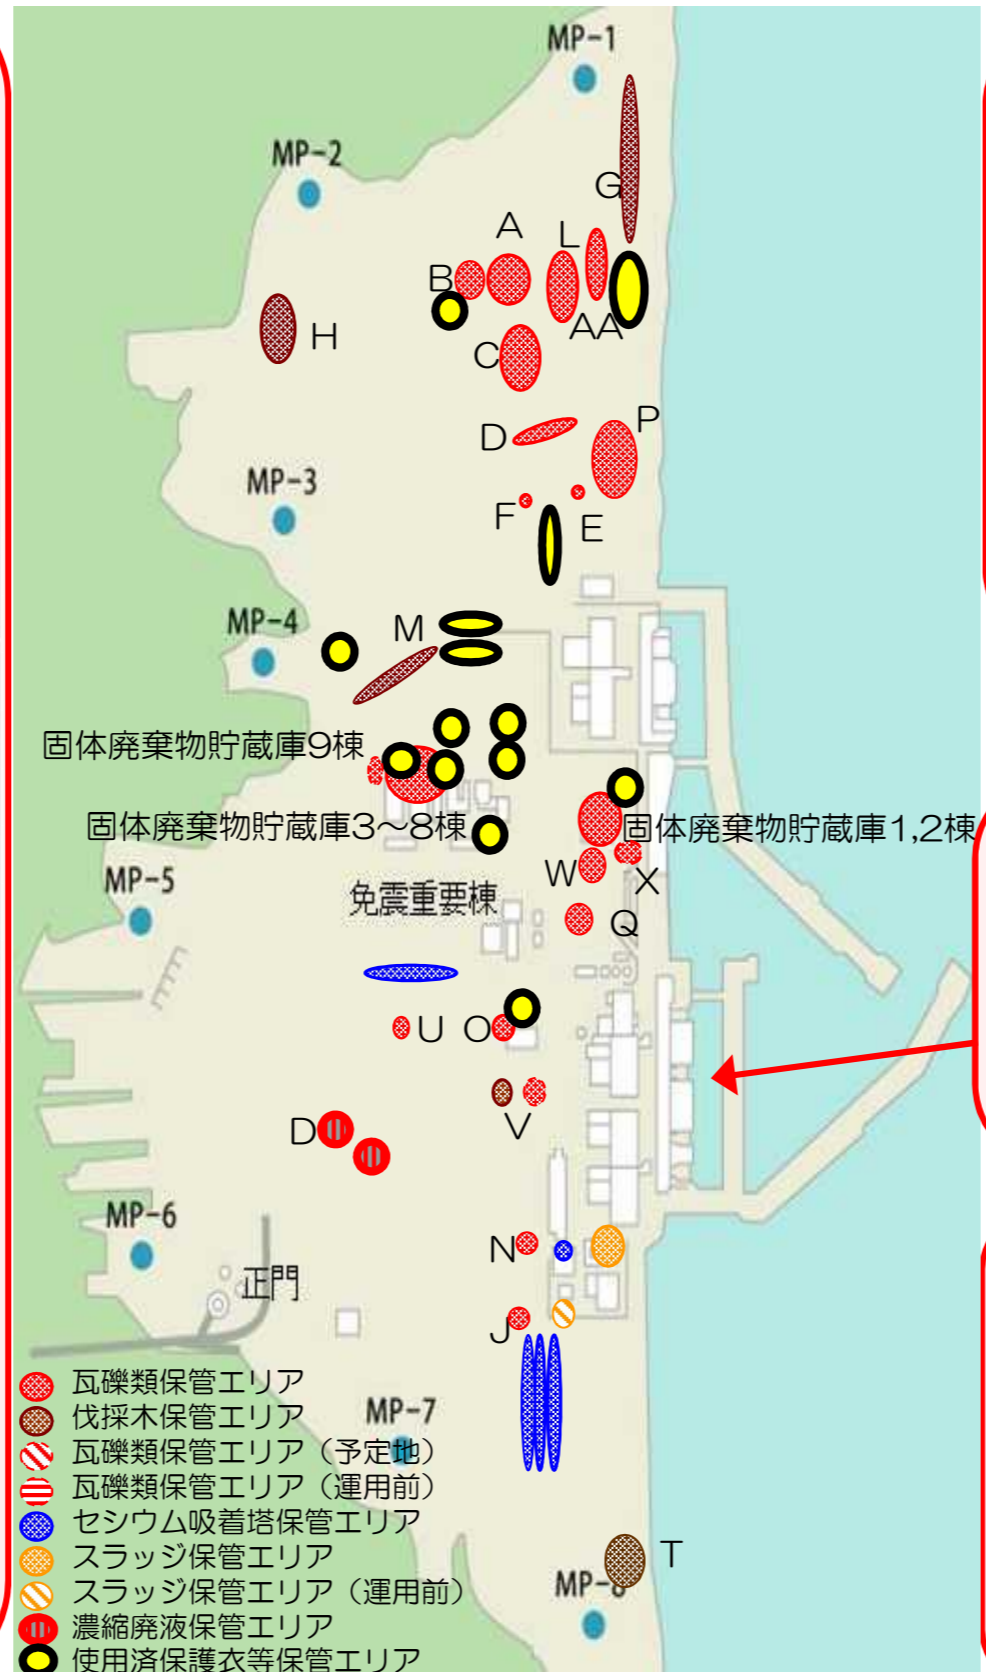 MP-1
MP-2
G
A
L
B
AA
H
C
P
D
MP-3
F
E
MP-4
M
固体廃棄物貯蔵庫9棟
固体廃棄物貯蔵庫3～8棟
固体廃棄物貯蔵庫1,2棟
W
X
MP-5
免震重要棟
Q
U
O
V
D
MP-6
N
正門
J
瓦礫類保管エリア
伐採木保管エリア
MP-7
瓦礫類保管エリア（予定地）
瓦礫類保管エリア（運用前）
セシウム吸着塔保管エリア
スラッジ保管エリア
T
スラッジ保管エリア（運用前）
MP-8
濃縮廃液保管エリア
使用済保護衣等保管エリア